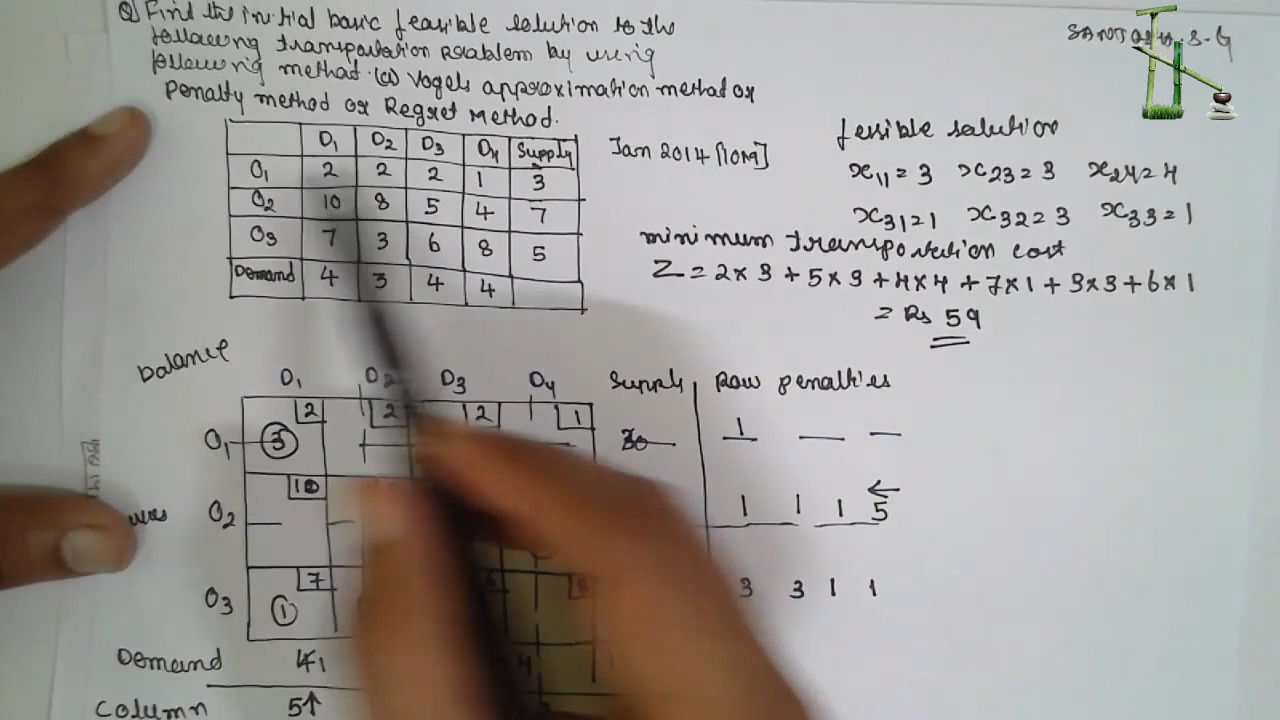 Q) Find the initial basic feasible solution to the
following transportation problem by using
following method. (a) Vogels approximation method or
Penalty method or Regret Method.
SANTOSH.S.G
D1 D2 D3 D4 Supply
O1 2 2 2 1 3
O2 10 8 5 4 7
O3 7 3 6 8 5
Demand 4 3 4 4
Jan 2014 [10M]
fesible solution
x11=3 x23=3 x24=4
x31=1 x32=3 x33=1
minimum transportation cost
Z = 2×3 + 5×3 + 4×4 + 7×1 + 3×3 + 6×1
= Rs 59
balance
D1 D2 D3 D4 Supply Row penalties
O1 3 2 2 2 1 30 1 — —
O2 10 1 1 1 5 ←
O3 1 7 3 3 1 1
Demand 41
Column 5↑